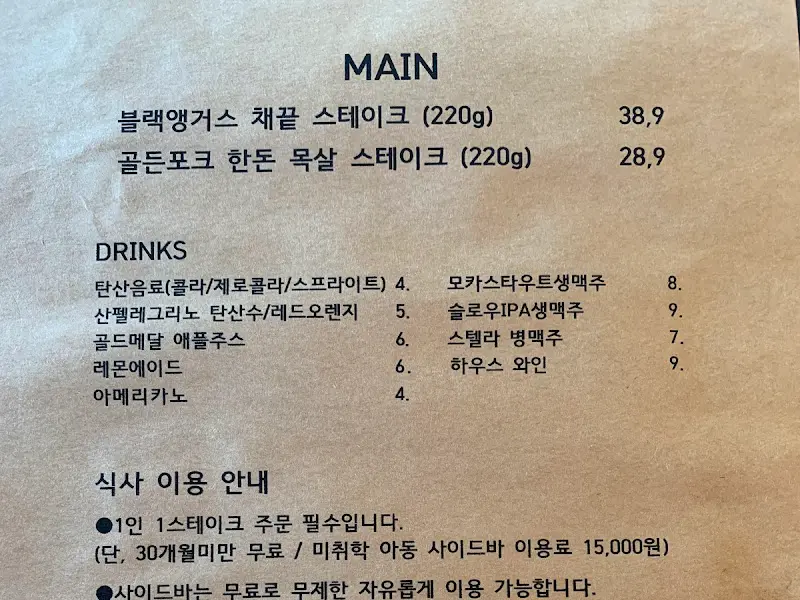 MAIN
블랙앵거스 채끝 스테이크 (220g) 38,9
골든포크 한돈 목살 스테이크 (220g) 28,9
DRINKS
탄산음료(콜라/제로콜라/스프라이트) 4.
산펠레그리노 탄산수/레드오렌지 5.
골드메달 애플주스 6.
레몬에이드 6.
아메리카노 4.
모카스타우트생맥주 8.
슬로우IPA생맥주 9.
스텔라 병맥주 7.
하우스 와인 9.
식사 이용 안내
●1인 1스테이크 주문 필수입니다.
(단, 30개월미만 무료 / 미취학 아동 사이드바 이용료 15,000원)
●사이드바는 무료로 무제한 자유롭게 이용 가능합니다.